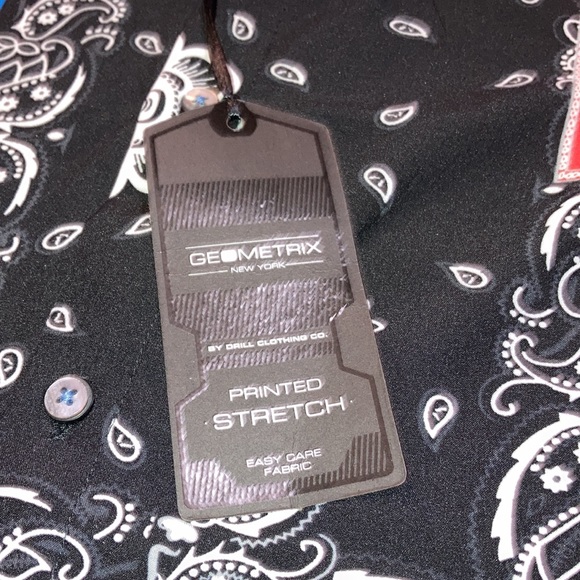 GEOMETRIX
NEW YORK
BY DRILL CLOTHING CO.
PRINTED
· STRETCH ·
EASY CARE
FABRIC